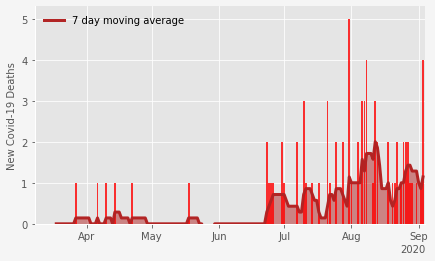 7 day moving average
New Covid-19 Deaths
5
4
3
2
1
0
Apr
May
Jun
Jul
Aug
Sep
2020